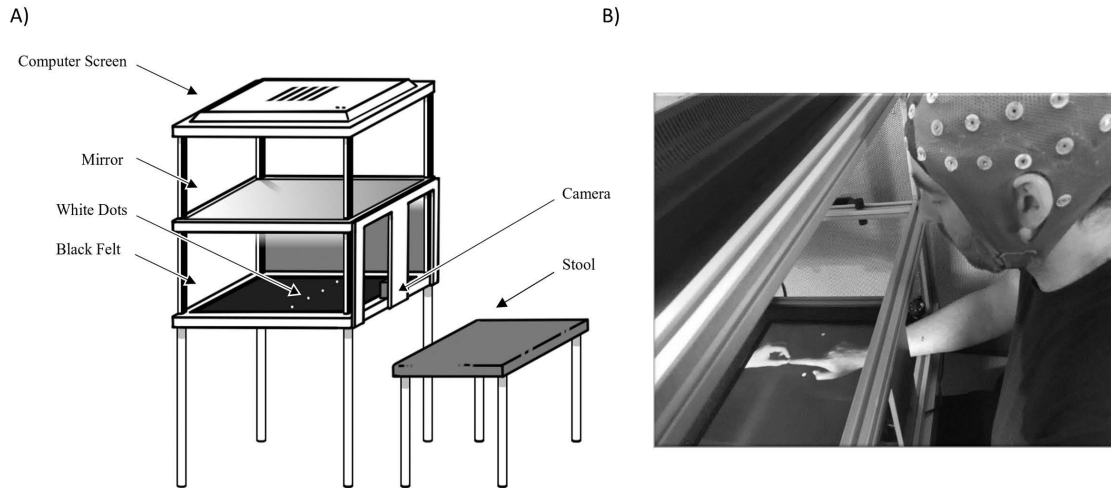 A)
B)
Computer Screen
Mirror
White Dots
Black Felt
Camera
Stool